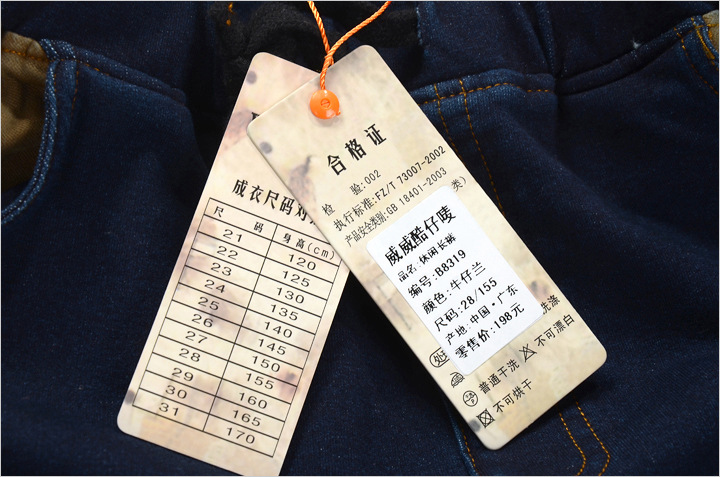 成衣尺码对
尺 码 身高(cm)
21 120
22 125
23 130
24 135
25 140
26 145
27 150
28 155
29 160
30 165
31 170
合格证
检 验:002
执行标准:FZ/T 73007-2002
产品安全类别:GB 18401-2003 类)
威威酷仔唛
品名:休闲长裤
编号:B8319
颜色:牛仔兰
尺码:28/155
产地:中国·广东
零售价:198元
洗涤
不可漂白
普通干洗
不可烘干